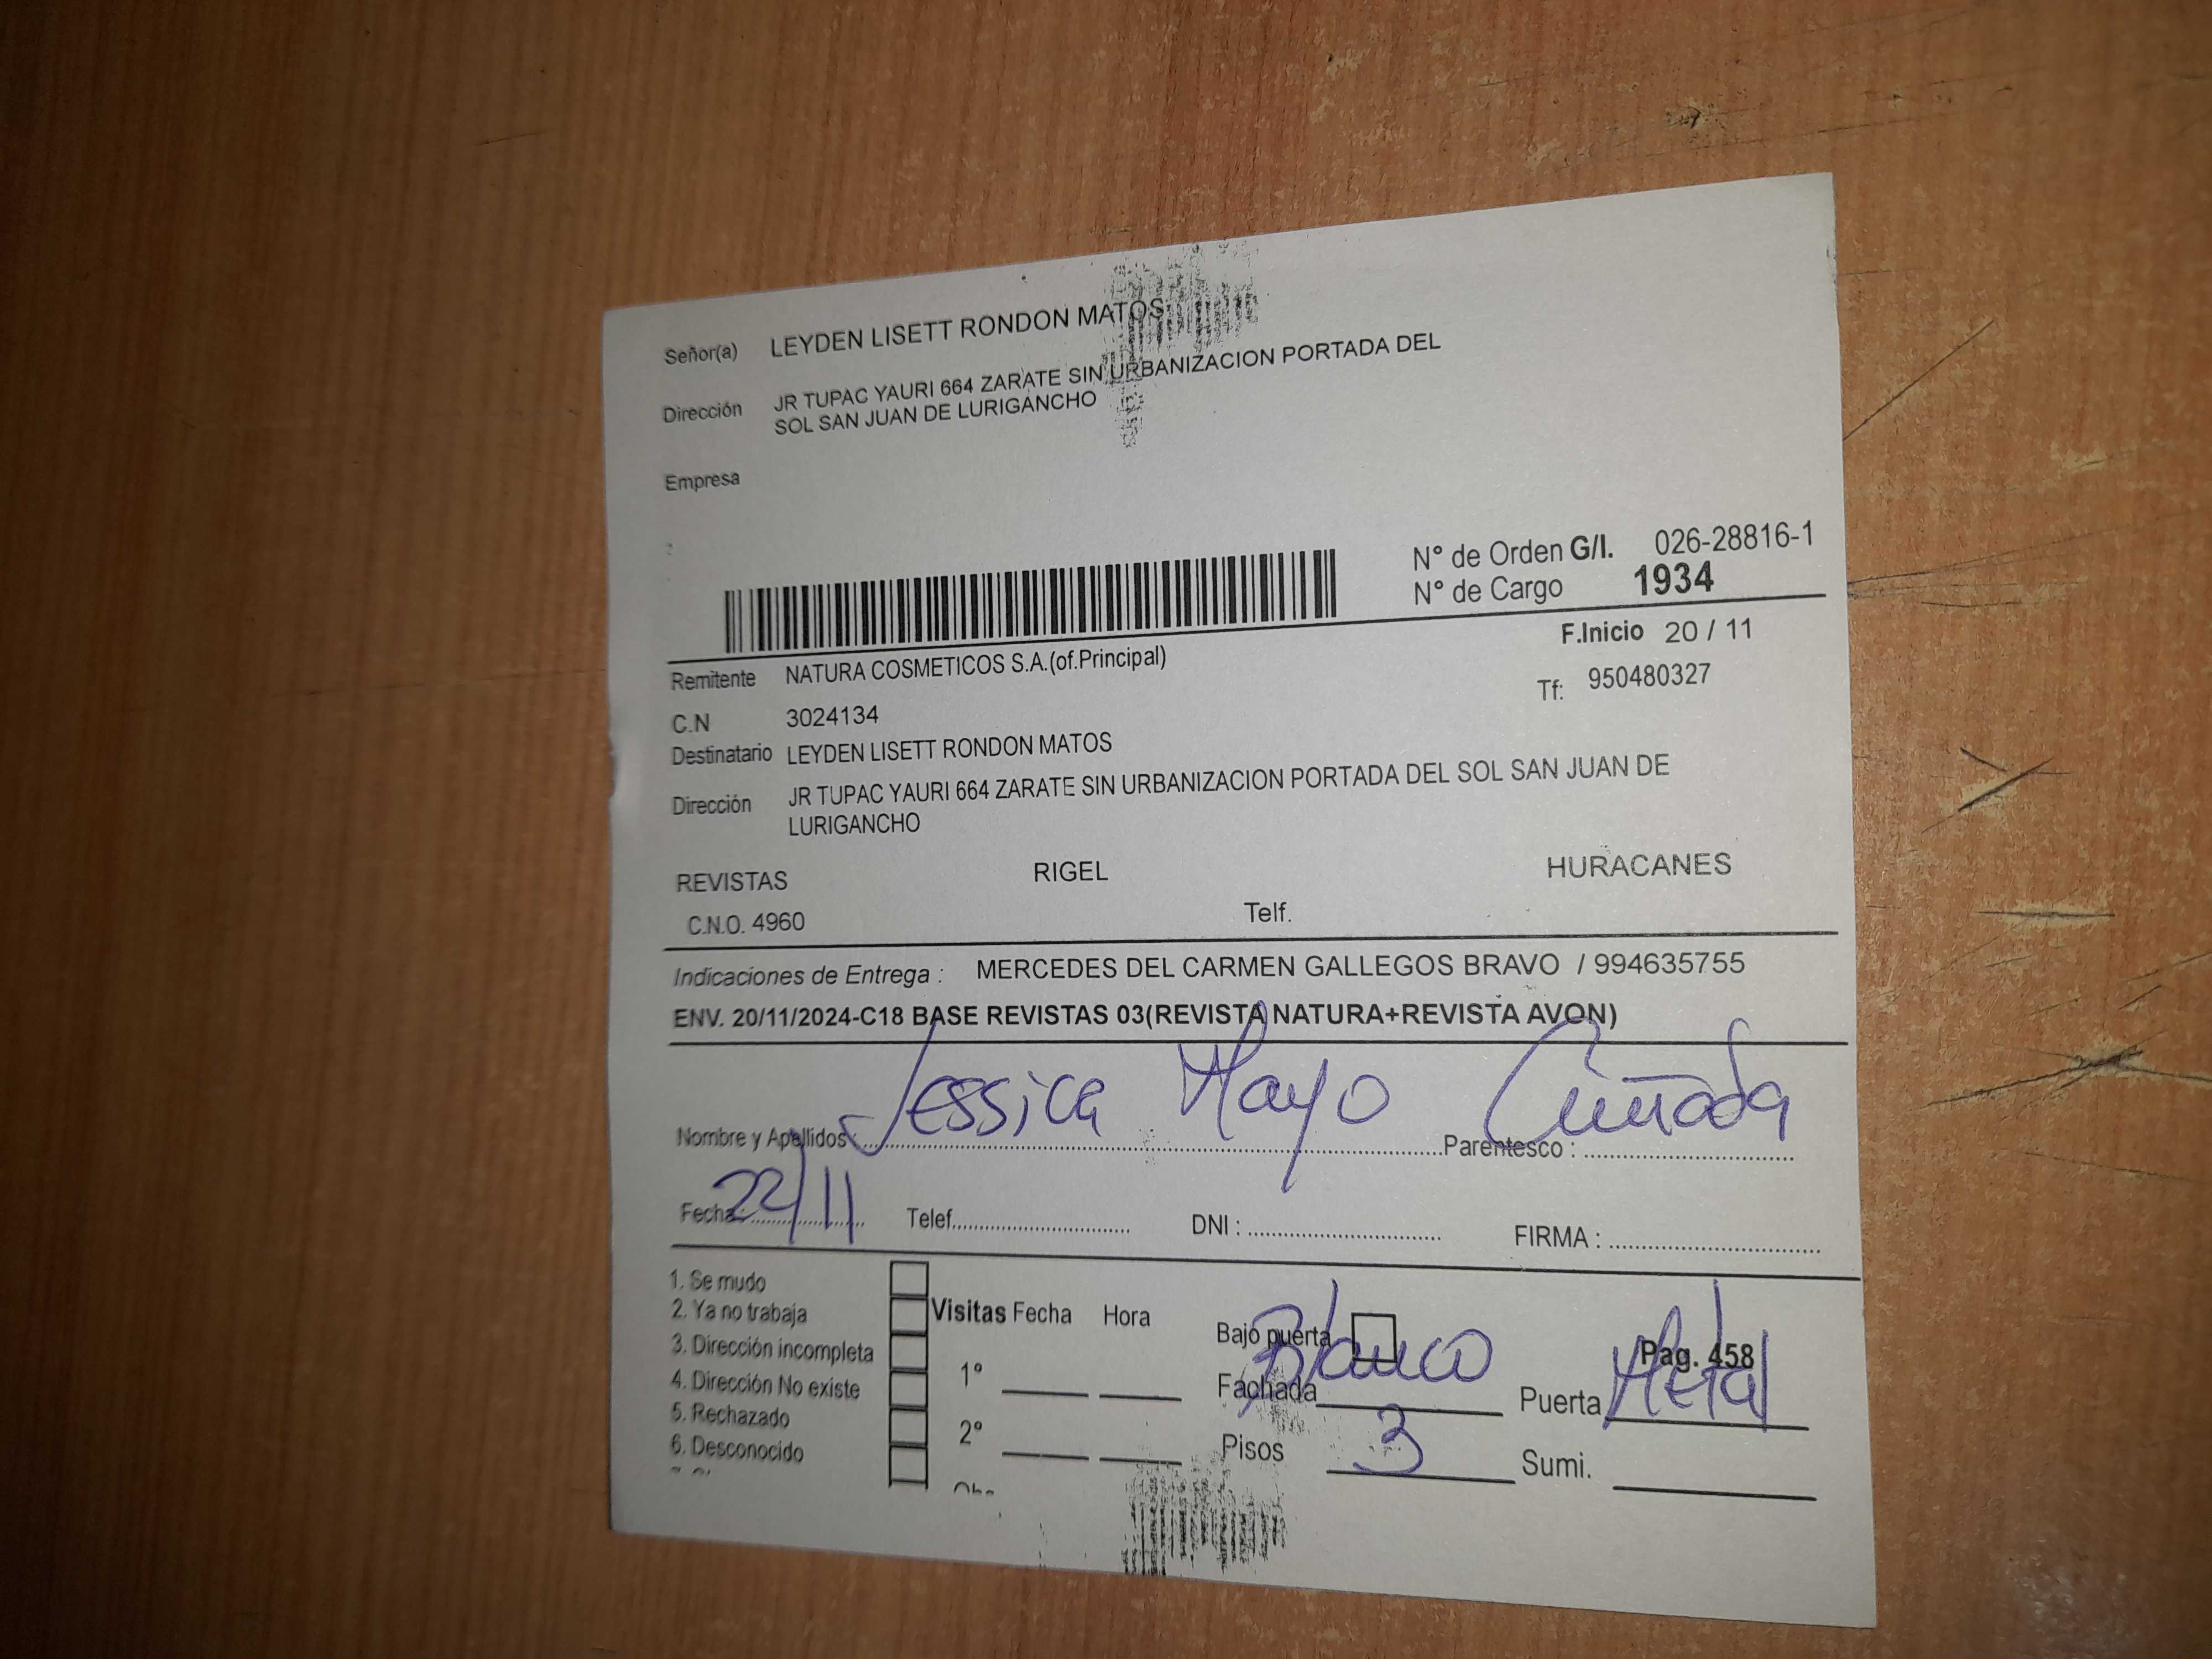 Señor(a) LEYDEN LISETT RONDON MATOS
Dirección JR TUPAC YAURI 664 ZARATE SIN URBANIZACION PORTADA DEL
SOL SAN JUAN DE LURIGANCHO
Empresa
:
N° de Orden G/I. 026-28816-1
N° de Cargo 1934
F.Inicio 20 / 11
Remitente NATURA COSMETICOS S.A.(of.Principal)
Tf: 950480327
C.N 3024134
Destinatario LEYDEN LISETT RONDON MATOS
Dirección JR TUPAC YAURI 664 ZARATE SIN URBANIZACION PORTADA DEL SOL SAN JUAN DE
LURIGANCHO
REVISTAS RIGEL HURACANES
C.N.O. 4960 Telf.
Indicaciones de Entrega : MERCEDES DEL CARMEN GALLEGOS BRAVO / 994635755
ENV. 20/11/2024-C18 BASE REVISTAS 03(REVISTA NATURA+REVISTA AVON)
Nombre y Apellidos: Jessica Mayo Parentesco : Cuñada
Fecha: 22/11 Telef. DNI : FIRMA :
1. Se mudo
2. Ya no trabaja
3. Dirección incompleta
4. Dirección No existe
5. Rechazado
6. Desconocido
Visitas Fecha Hora
1°
2°
Bajo puerta Pag. 458
Fachada Blanco Puerta Metal
Pisos 3 Sumi.